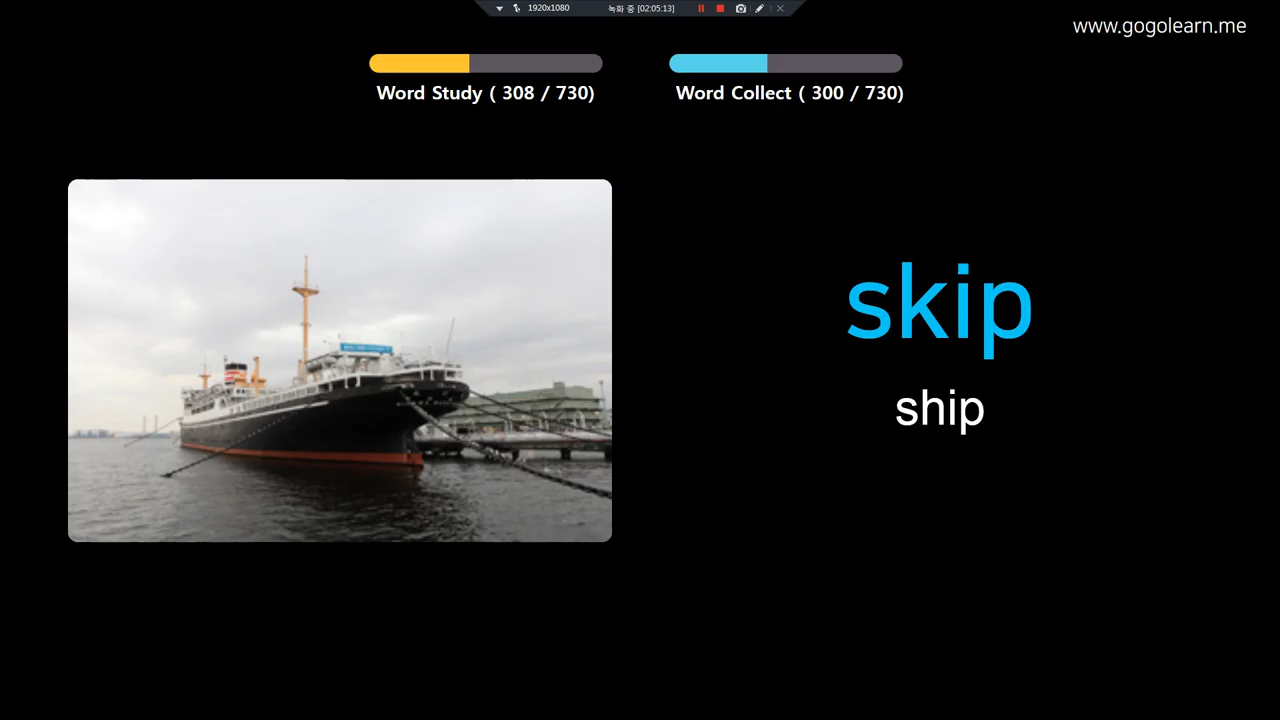 1920x1080 녹화 중 [02:05:13]
www.gogolearn.me
Word Study ( 308 / 730)
Word Collect ( 300 / 730)
skip
ship